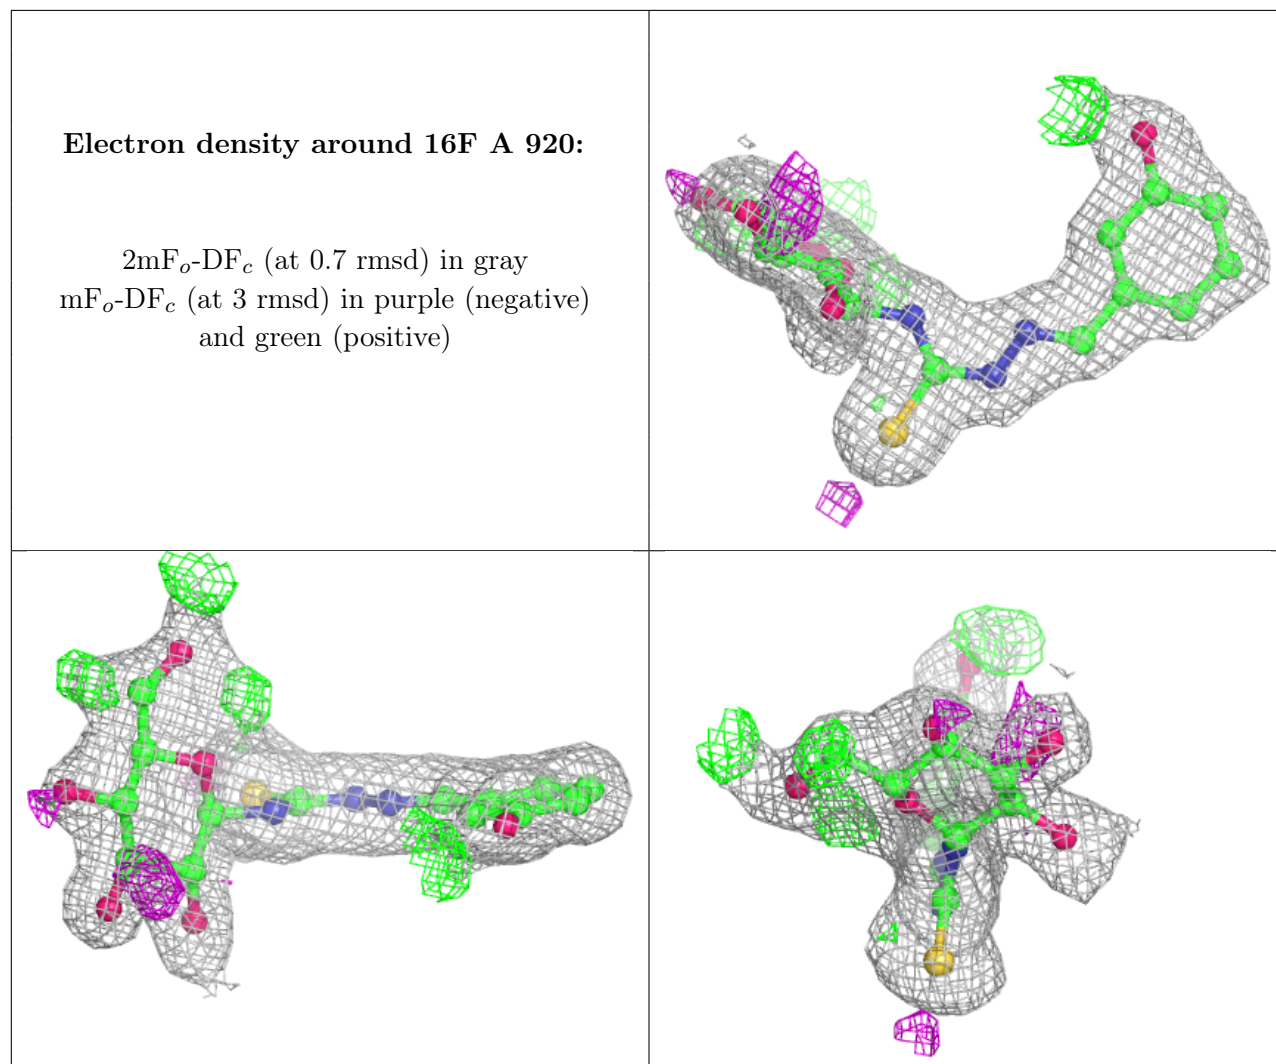 Electron density around 16F A 920:
2mFo-DFc (at 0.7 rmsd) in gray
mFo-DFc (at 3 rmsd) in purple (negative)
and green (positive)